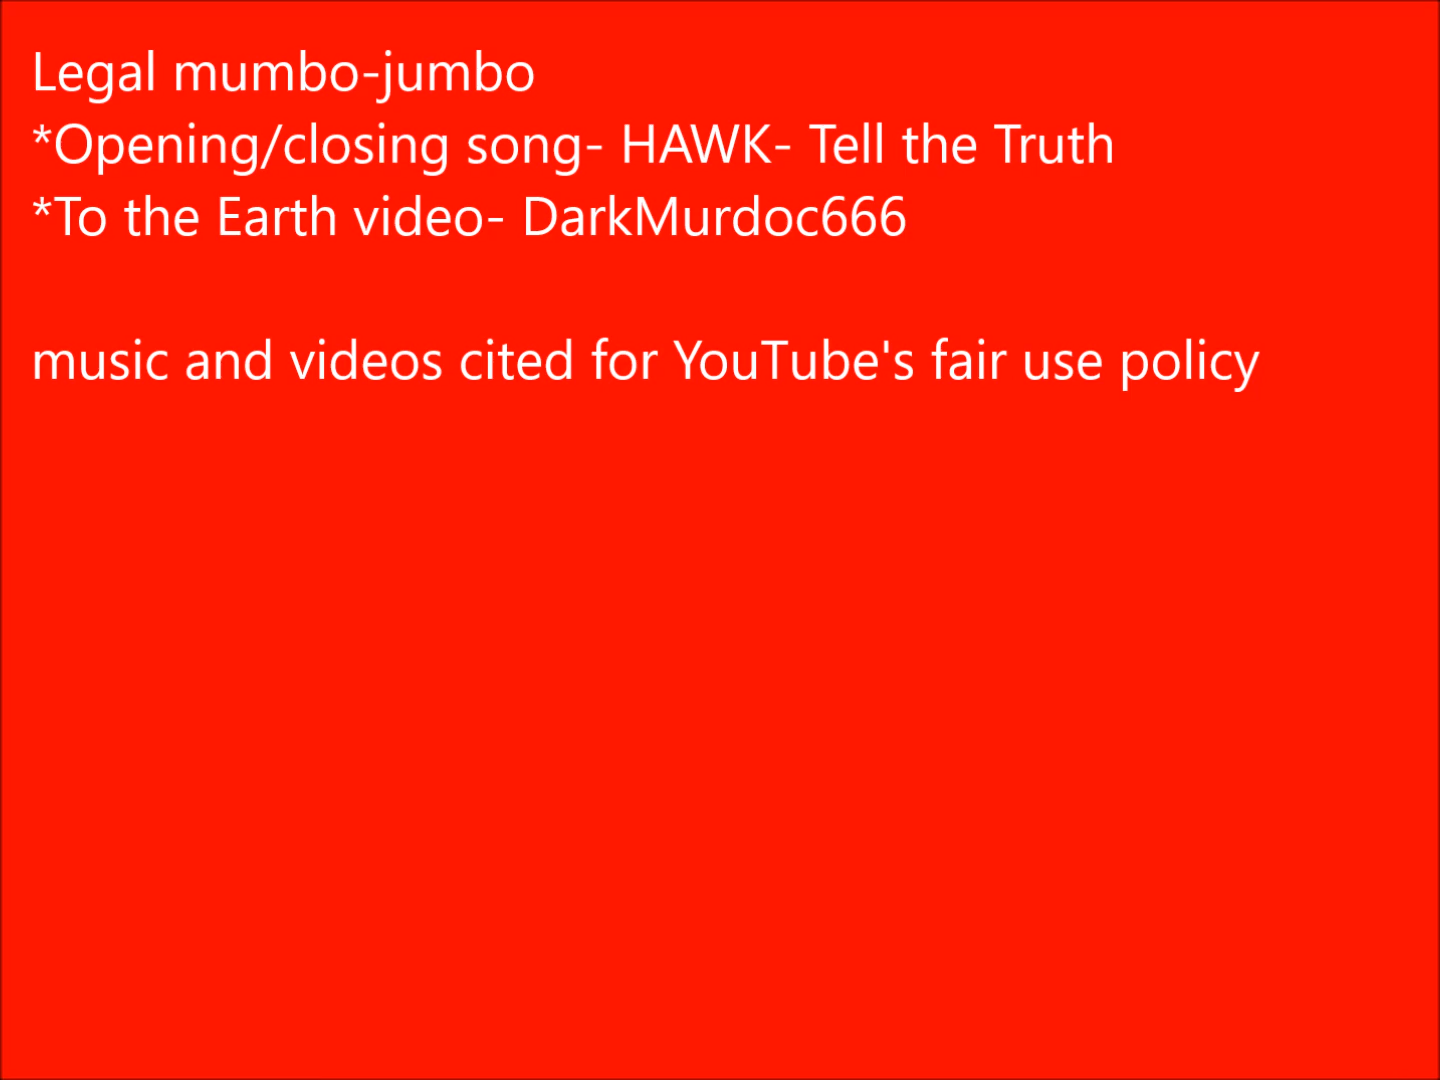 Legal mumbo-jumbo
*Opening/closing song- HAWK- Tell the Truth
*To the Earth video- DarkMurdoc666
music and videos cited for YouTube's fair use policy